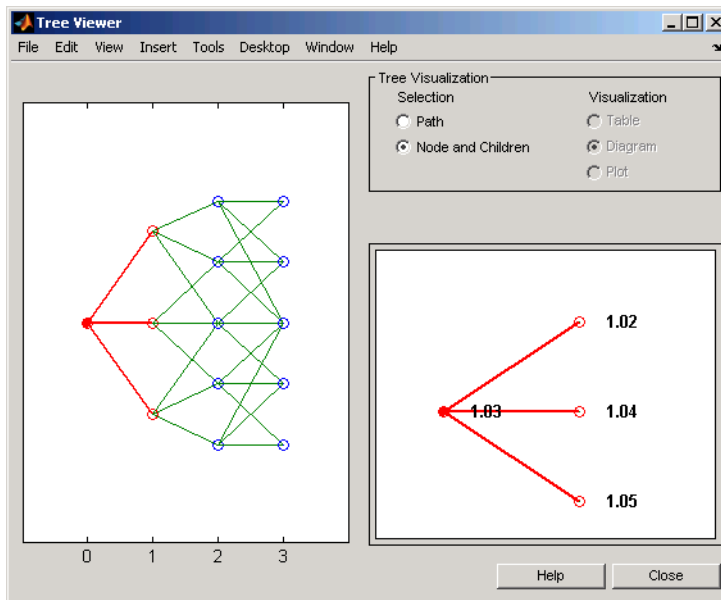 Tree Viewer
File Edit View Insert Tools Desktop Window Help
Tree Visualization
Selection Visualization
Path Table
Node and Children Diagram
Plot
1.02
1.03 1.04
1.05
0 1 2 3
Help Close